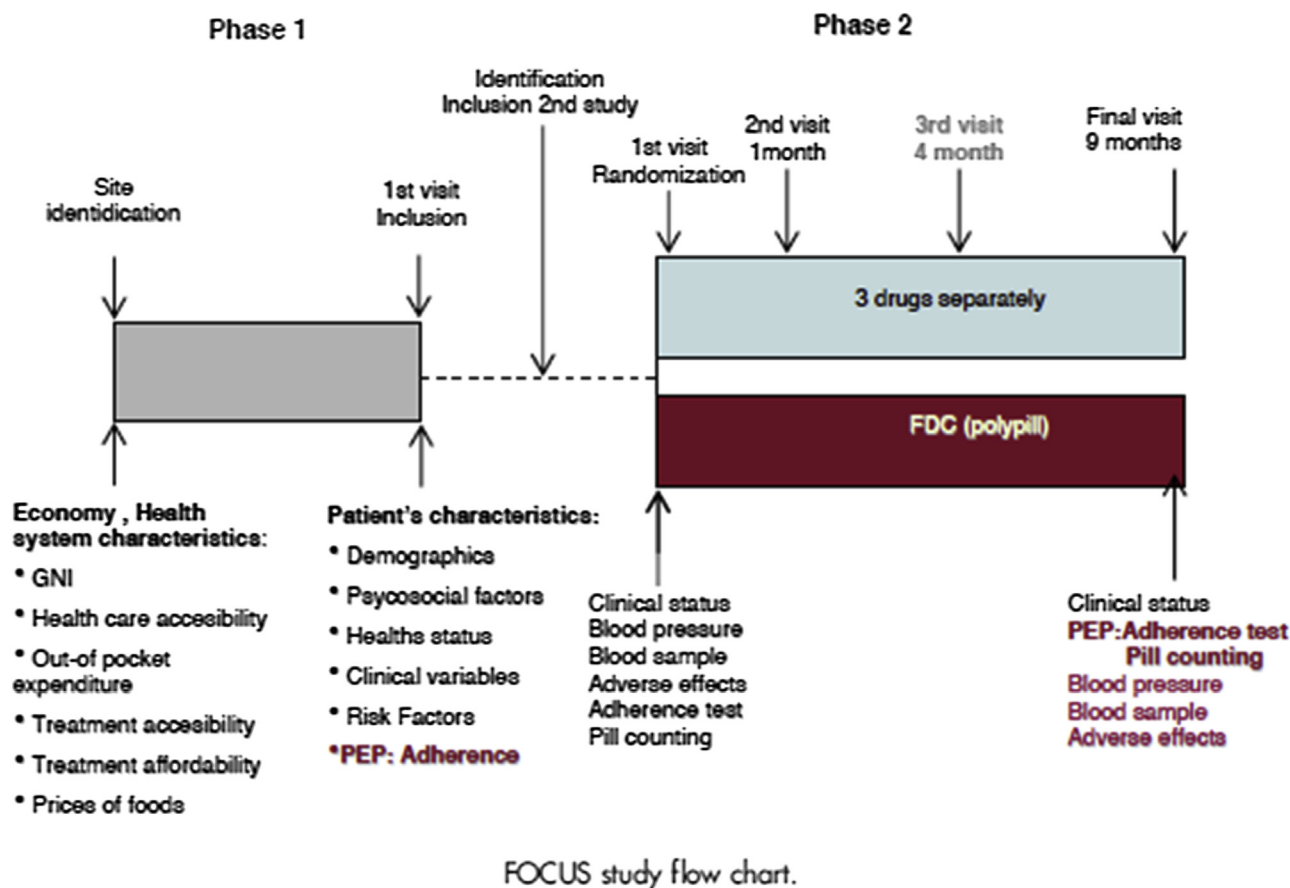 Phase 1
Phase 2
Identification
Inclusion 2nd study
Site
identidication
1st visit
Inclusion
1st visit
Randomization
2nd visit
1month
3rd visit
4 month
Final visit
9 months
3 drugs separately
FDC (polypill)
Economy , Health
system characteristics:
• GNI
• Health care accesibility
• Out-of pocket
expenditure
• Treatment accesibility
• Treatment affordability
• Prices of foods
Patient's characteristics:
• Demographics
• Psycosocial factors
• Healths status
• Clinical variables
• Risk Factors
•PEP: Adherence
Clinical status
Blood pressure
Blood sample
Adverse effects
Adherence test
Pill counting
Clinical status
PEP:Adherence test
Pill counting
Blood pressure
Blood sample
Adverse effects
FOCUS study flow chart.